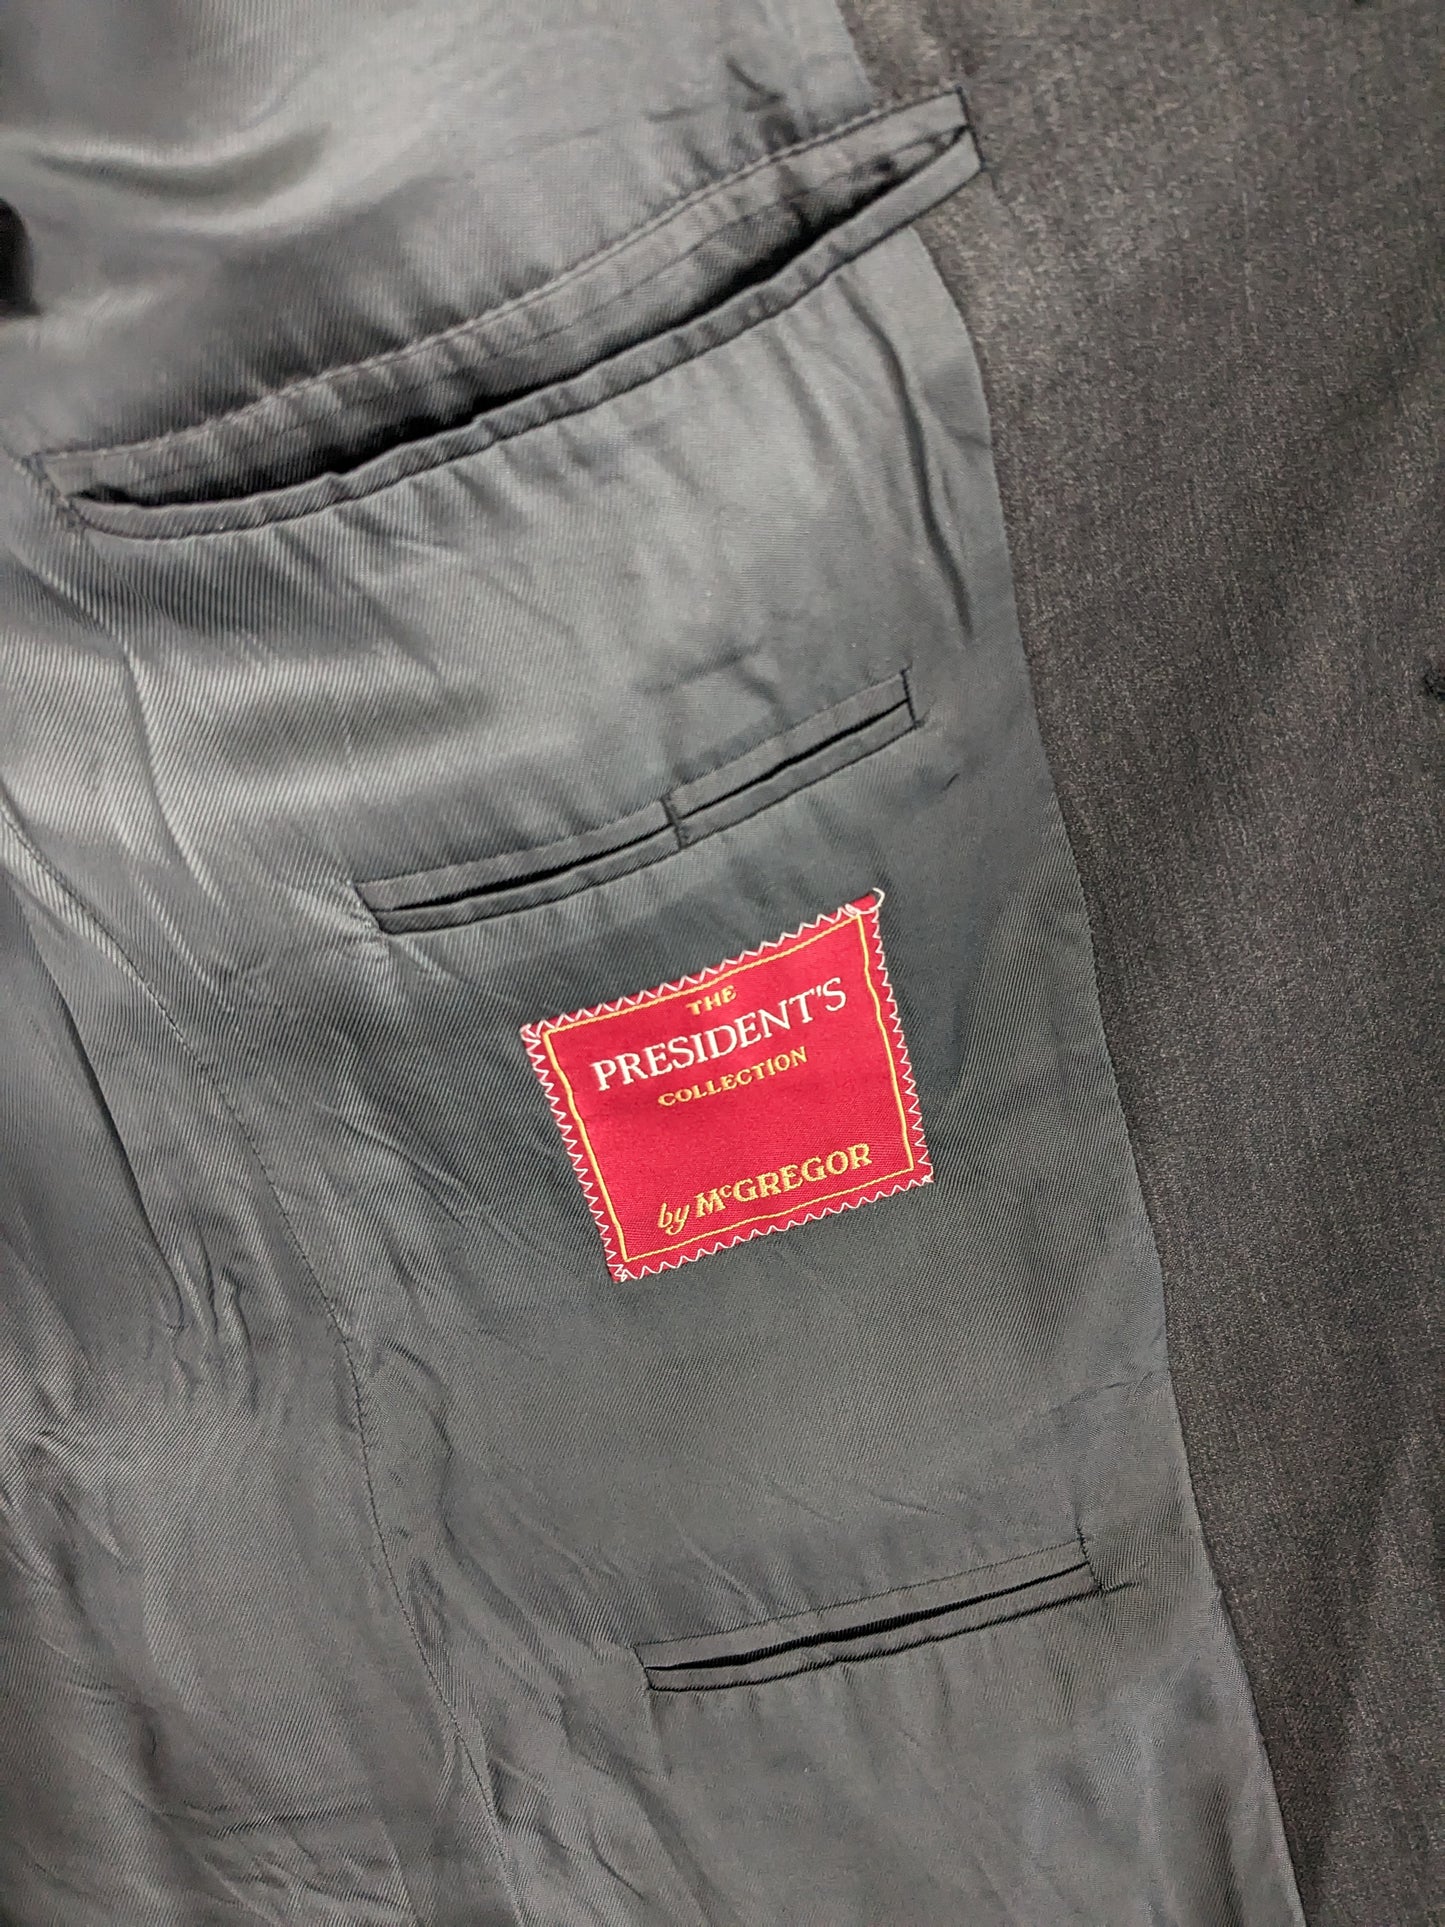 THE
PRESIDENT'S
COLLECTION
by McGREGOR